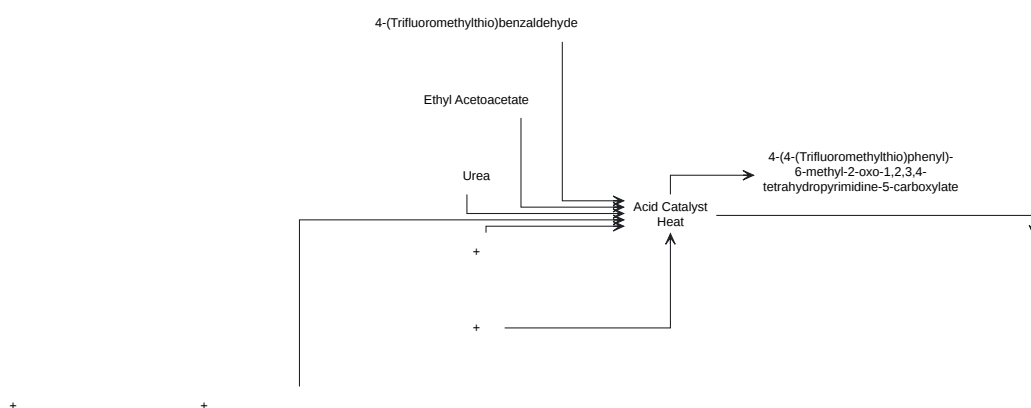 4-(Trifluoromethylthio)benzaldehyde
Ethyl Acetoacetate
Urea
4-(4-(Trifluoromethylthio)phenyl)-
6-methyl-2-oxo-1,2,3,4-
tetrahydropyrimidine-5-carboxylate
Acid Catalyst
Heat
+
+
+
+